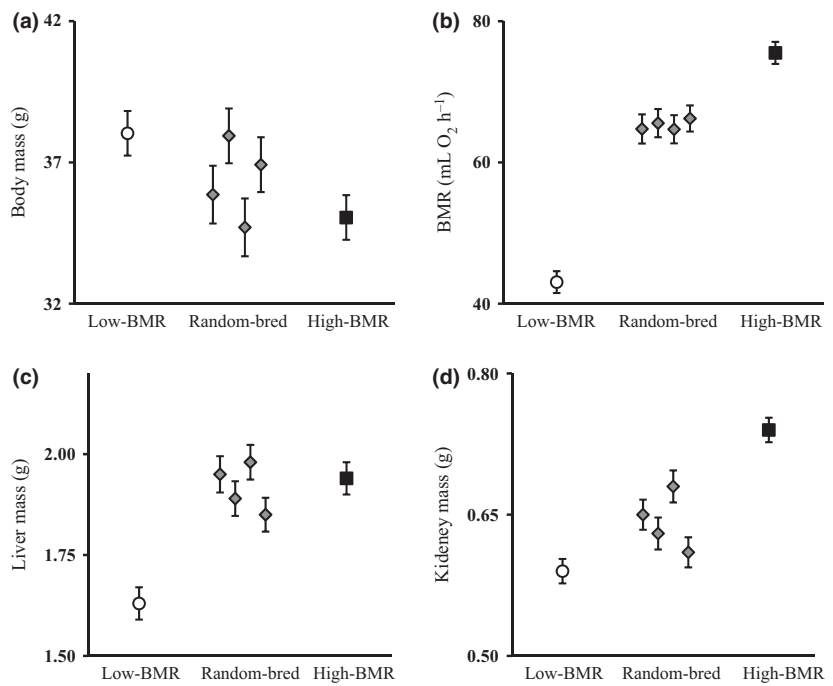 (a)
Body mass (g)
42
37
32
Low-BMR Random-bred High-BMR
(b)
BMR (mL O₂ h⁻¹)
80
60
40
Low-BMR Random-bred High-BMR
(c)
Liver mass (g)
2.00
1.75
1.50
Low-BMR Random-bred High-BMR
(d)
Kideney mass (g)
0.80
0.65
0.50
Low-BMR Random-bred High-BMR